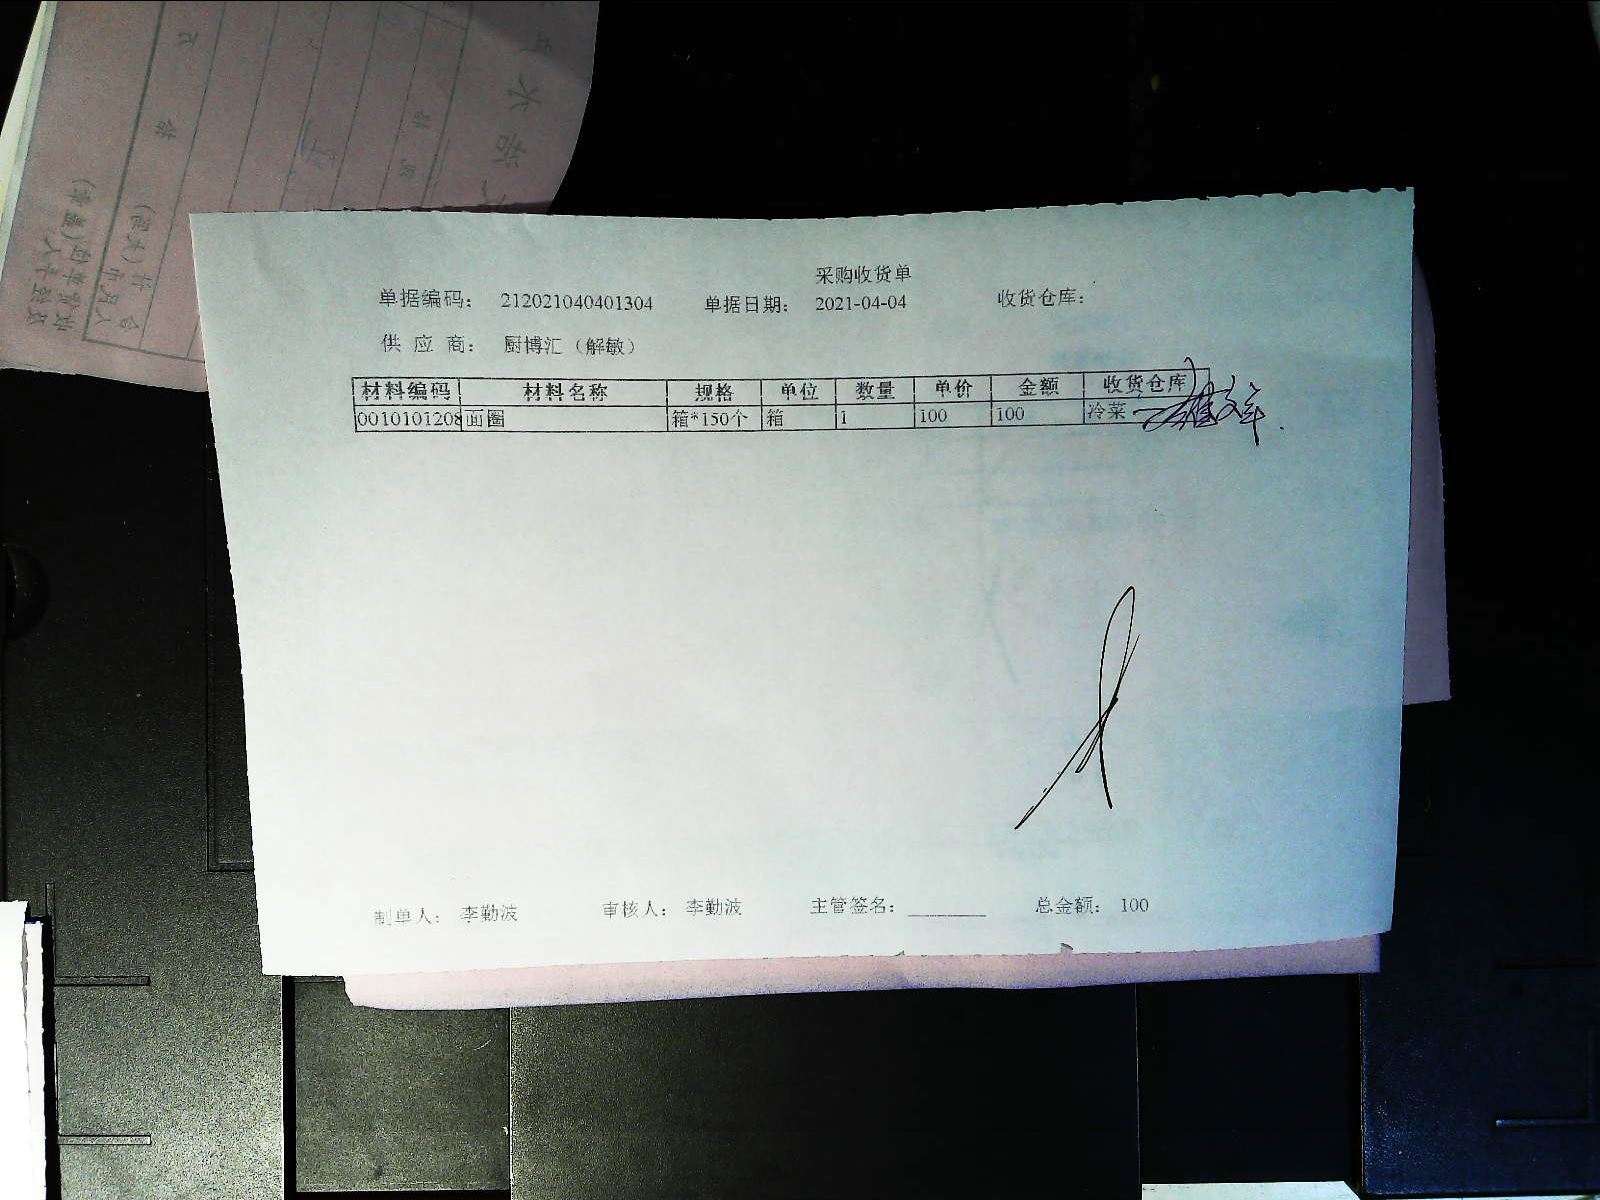 采购收货单
单据编码： 212021040401304 单据日期： 2021-04-04 收货仓库：
供 应 商： 厨博汇（解敏）
材料编码 材料名称 规格 单位 数量 单价 金额 收货仓库
0010101208 面圈 箱*150个 箱 1 100 100 冷菜
制单人： 李勤波 审核人： 李勤波 主管签名： 总金额： 100